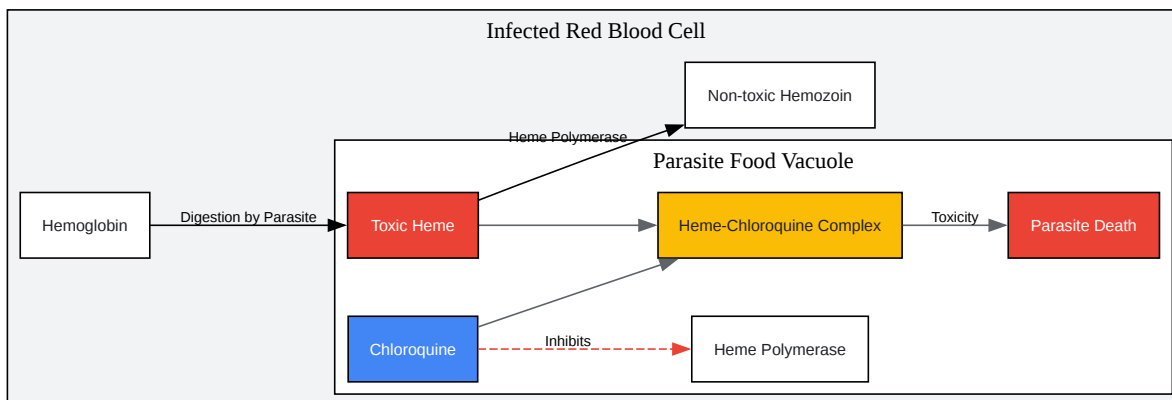 Infected Red Blood Cell
Non-toxic Hemozoin
Heme Polymerase
Parasite Food Vacuole
Hemoglobin
Digestion by Parasite
Toxic Heme
Heme-Chloroquine Complex
Toxicity
Parasite Death
Chloroquine
Inhibits
Heme Polymerase